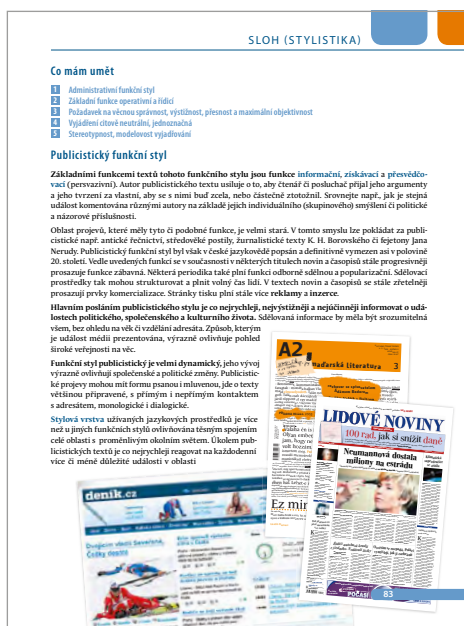 SLOH (STYLISTIKA)
Co mám umět
1 Administrativní funkční styl
2 Základní funkce operativní a řídicí
3 Požadavek na věcnou správnost, výstižnost, přesnost a maximální objektivnost
4 Vyjádření citově neutrální, jednoznačná
5 Stereotypnost, modelovost vyjadřování
Publicistický funkční styl
Základními funkcemi textů tohoto funkčního stylu jsou funkce informační, získávací a přesvědčo-
vací (persvazivní). Autor publicistického textu usiluje o to, aby čtenář či posluchač přijal jeho argumenty
a jeho tvrzení za vlastní, aby se s nimi buď zcela, nebo částečně ztotožnil. Srovnejte např., jak je stejná
událost komentována různými autory na základě jejich individuálního (skupinového) smýšlení či politické
a názorové příslušnosti.
Oblast projevů, které měly tyto či podobné funkce, je velmi stará. V tomto smyslu lze pokládat za publi-
cistické např. antické řečnictví, středověké postily, žurnalistické texty K. H. Borovského či fejetony Jana
Nerudy. Publicistický funkční styl byl však v české jazykovědě popsán a definitivně vymezen asi v polovině
20. století. Vedle uvedených funkcí se v současnosti v některých titulech novin a časopisů stále progresivněji
prosazuje funkce zábavná. Některá periodika také plní funkci odborně sdělnou a popularizační. Sdělovací
prostředky tak mohou strukturovat a plnit volný čas lidí. V textech novin a časopisů se stále zřetelněji
prosazují prvky komercializace. Stránky tisku plní stále více reklamy a inzerce.
Hlavním posláním publicistického stylu je co nejrychleji, nejvýstižněji a nejúčinněji informovat o udá-
lostech politického, společenského a kulturního života. Sdělovaná informace by měla být srozumitelná
všem, bez ohledu na věk či vzdělání adresáta. Způsob, kterým
je událost médii prezentována, výrazně ovlivňuje pohled
široké veřejnosti na věc.
Funkční styl publicistický je velmi dynamický, jeho vývoj
výrazně ovlivňují společenské a politické změny. Publicistic-
ké projevy mohou mít formu psanou i mluvenou, jde o texty
většinou připravené, s přímým i nepřímým kontaktem
s adresátem, monologické i dialogické.
Stylová vrstva užívaných jazykových prostředků je více
než u jiných funkčních stylů ovlivňována těsným spojením
celé oblasti s proměnlivým okolním světem. Úkolem pub-
licistických textů je co nejrychleji reagovat na každodenní
více či méně důležité události v oblasti
A2
Maďarská Literatura 3
LIDOVÉ NOVINY
100 rad, jak si snížit daně
Neumannová dostala
miliony na estrádu
Ez mir
denik.cz
POČASÍ
83